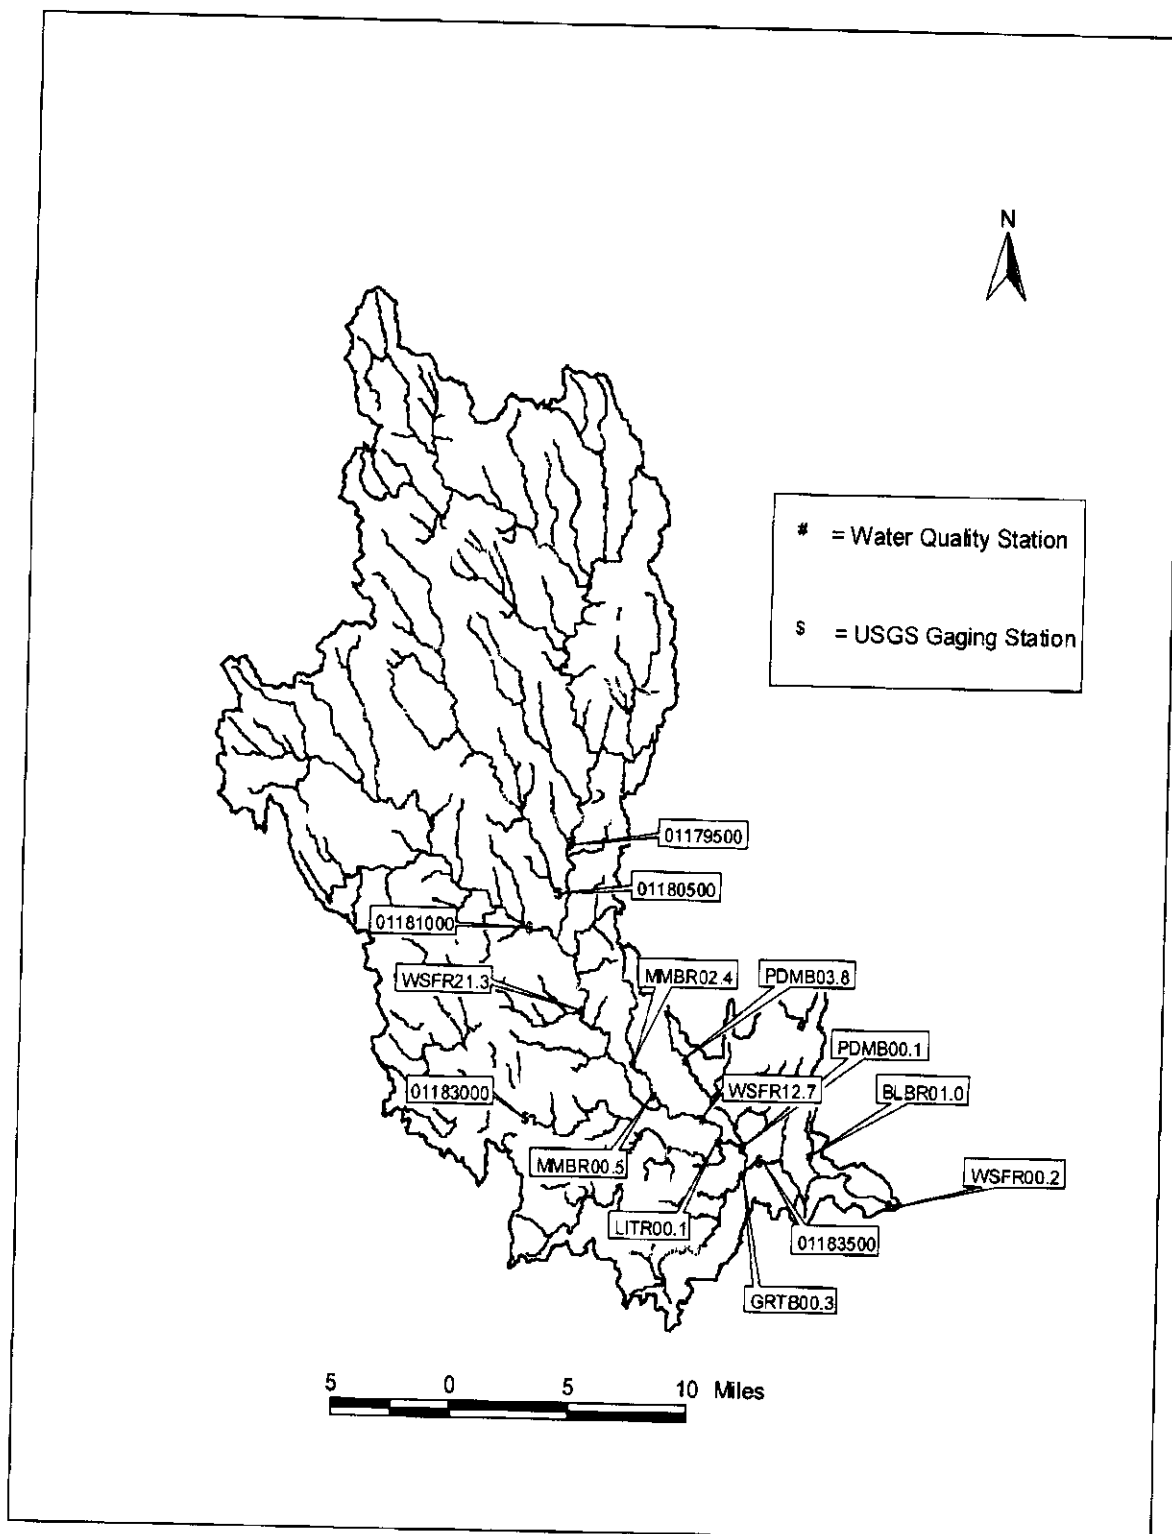 N
# = Water Quality Station
$ = USGS Gaging Station
01179500
01180500
01181000
WSFR21.3
MMBR02.4
PDMB03.8
PDMB00.1
01183000
WSFR12.7
BLBR01.0
MMBR00.5
WSFR00.2
LITR00.1
01183500
GRTB00.3
5 0 5 10 Miles